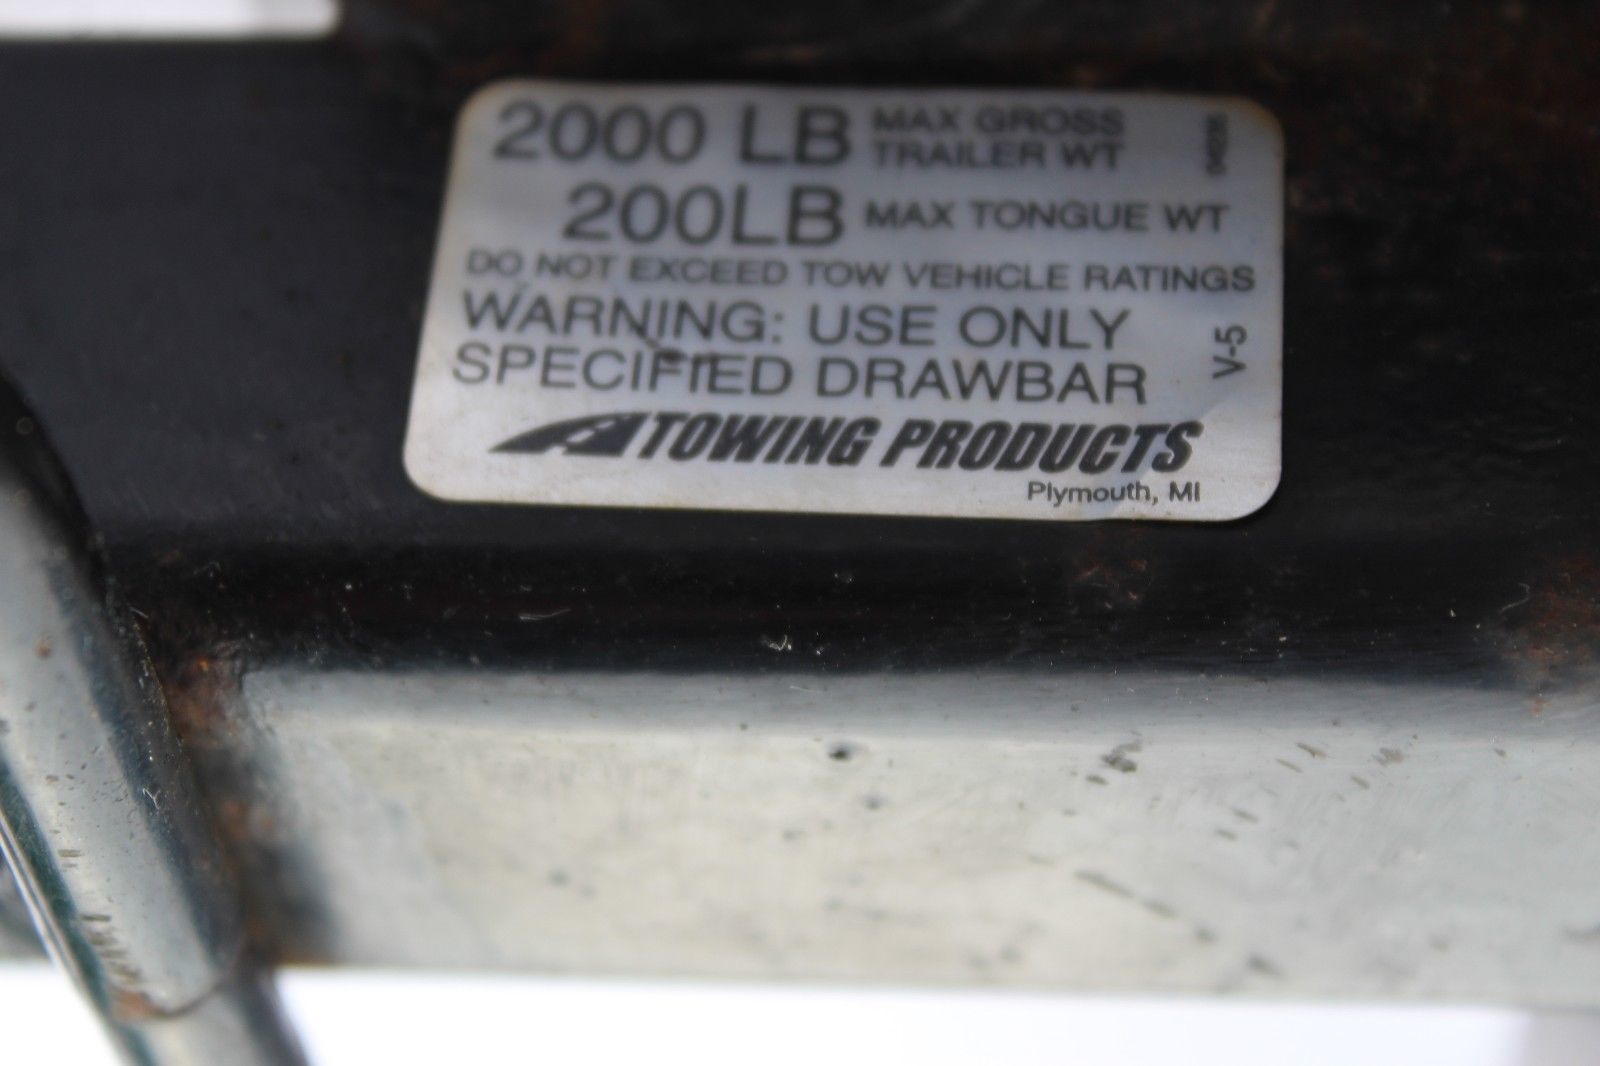 2000 LB MAX GROSS
TRAILER WT
200LB MAX TONGUE WT
DO NOT EXCEED TOW VEHICLE RATINGS
WARNING: USE ONLY
SPECIFIED DRAWBAR
V-5
TOWING PRODUCTS
Plymouth, MI